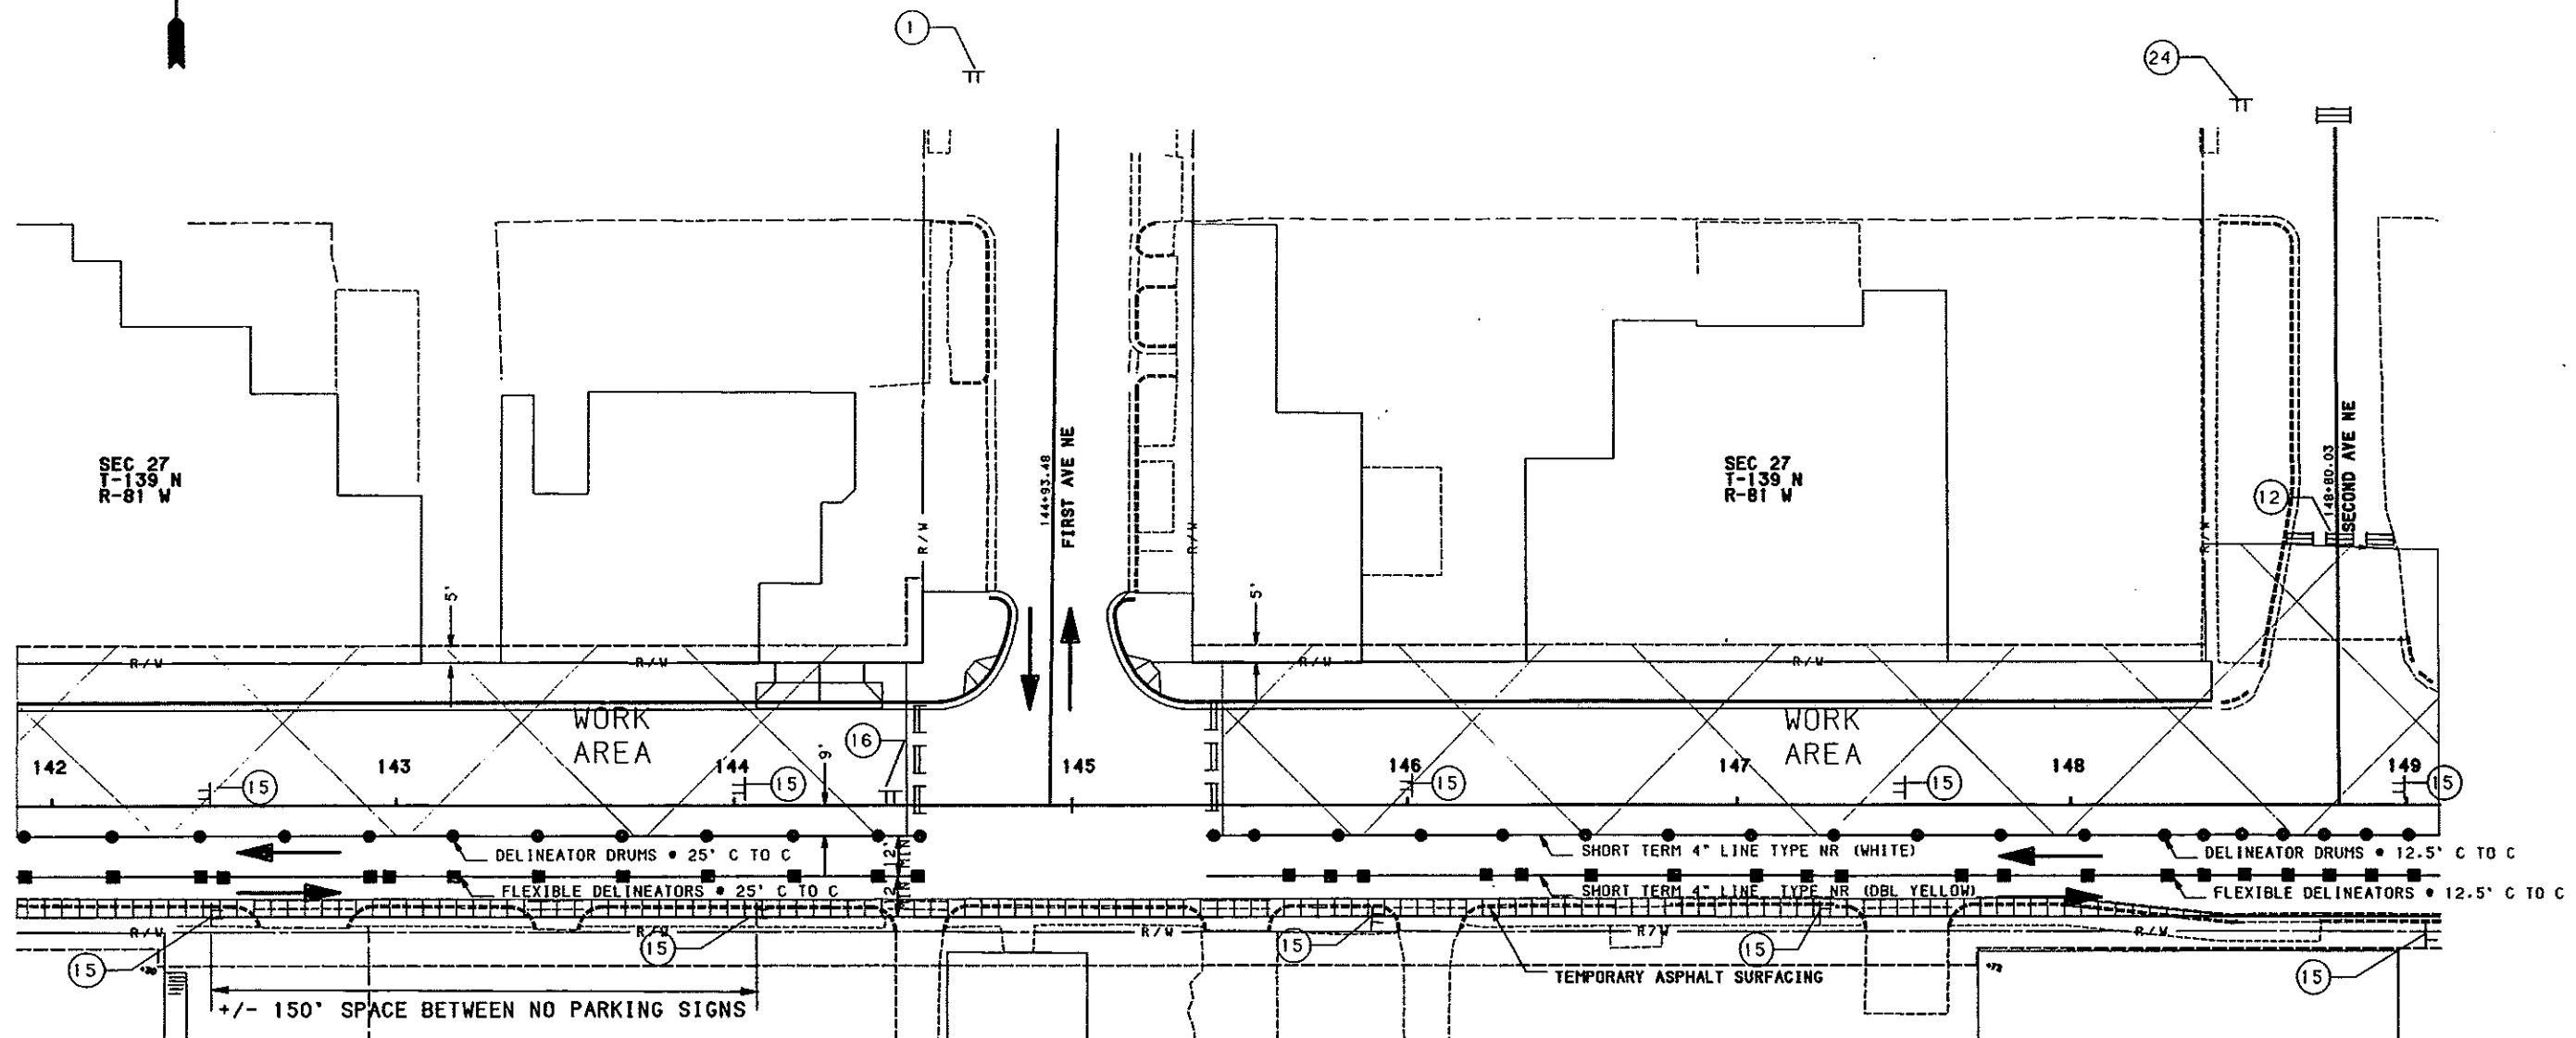 1
24
SEC 27
T-139 N
R-81 W
144+93.48
FIRST AVE NE
SEC 27
T-139 N
R-81 W
12
148+80.03
SECOND AVE NE
R/W
R/W
R/W
5'
5'
R/W
R/W
R/W
R/W
WORK
AREA
WORK
AREA
16
9'
142
143
144
145
146
147
148
149
15
15
15
15
15
DELINEATOR DRUMS @ 25' C TO C
12'
MIN
SHORT TERM 4" LINE TYPE NR (WHITE)
DELINEATOR DRUMS @ 12.5' C TO C
FLEXIBLE DELINEATORS @ 25' C TO C
SHORT TERM 4" LINE TYPE NR (DBL YELLOW)
FLEXIBLE DELINEATORS @ 12.5' C TO C
R/W
R/W
R/W
R/W
R/W
15
15
15
15
15
TEMPORARY ASPHALT SURFACING
+/- 150' SPACE BETWEEN NO PARKING SIGNS